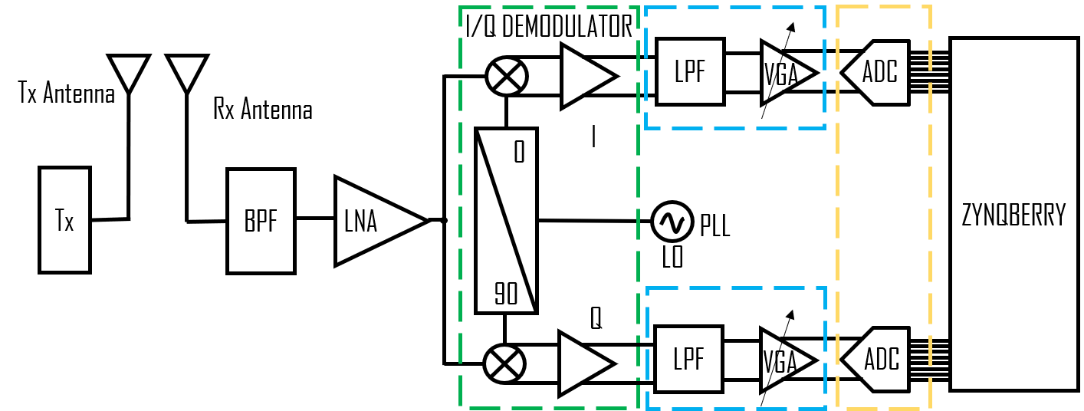 I/Q DEMODULATOR
Tx Antenna
Rx Antenna
LPF
VGA
ADC
I
0
Tx
BPF
LNA
PLL
LO
ZYNQBERRY
90
Q
LPF
VGA
ADC